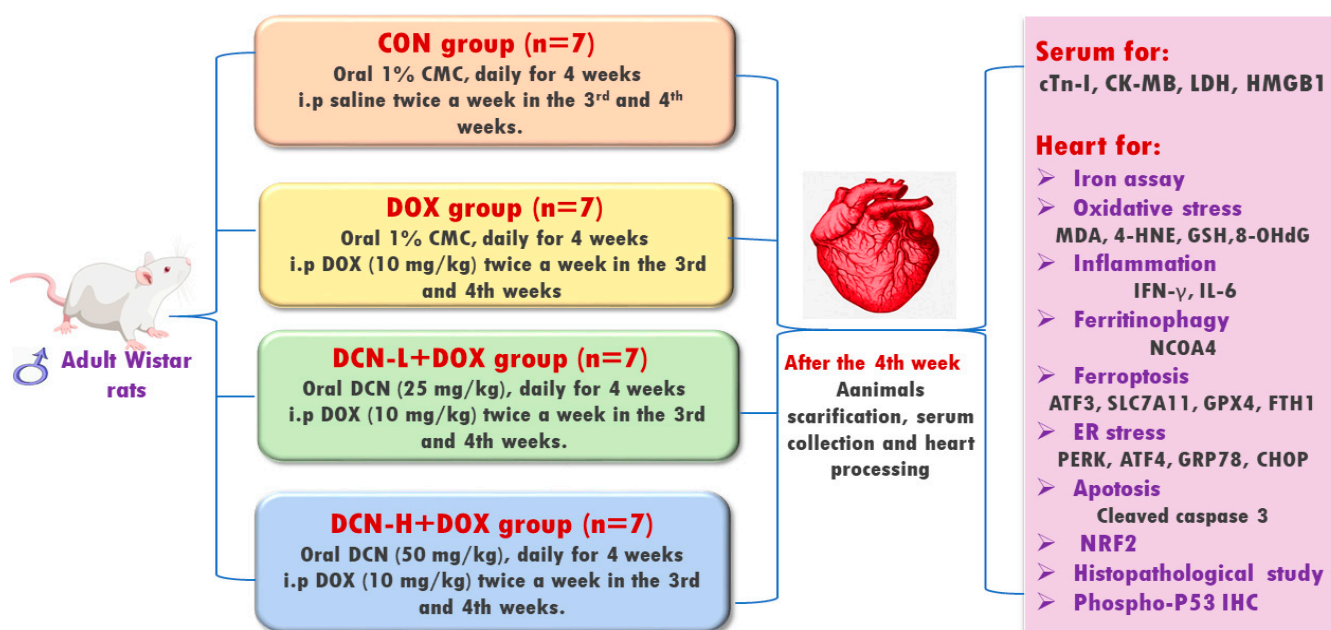 Adult Wistar
rats
CON group (n=7)
Oral 1% CMC, daily for 4 weeks
i.p saline twice a week in the 3rd and 4th
weeks.
DOX group (n=7)
Oral 1% CMC, daily for 4 weeks
i.p DOX (10 mg/kg) twice a week in the 3rd
and 4th weeks
DCN-L+DOX group (n=7)
Oral DCN (25 mg/kg), daily for 4 weeks
i.p DOX (10 mg/kg) twice a week in the 3rd
and 4th weeks.
DCN-H+DOX group (n=7)
Oral DCN (50 mg/kg), daily for 4 weeks
i.p DOX (10 mg/kg) twice a week in the 3rd
and 4th weeks.
After the 4th week
Aanimals
scarification, serum
collection and heart
processing
Serum for:
cTn-I, CK-MB, LDH, HMGB1
Heart for:
Iron assay
Oxidative stress
MDA, 4-HNE, GSH,8-OHdG
Inflammation
IFN-γ, IL-6
Ferritinophagy
NCOA4
Ferroptosis
ATF3, SLC7A11, GPX4, FTH1
ER stress
PERK, ATF4, GRP78, CHOP
Apotosis
Cleaved caspase 3
NRF2
Histopathological study
Phospho-P53 IHC